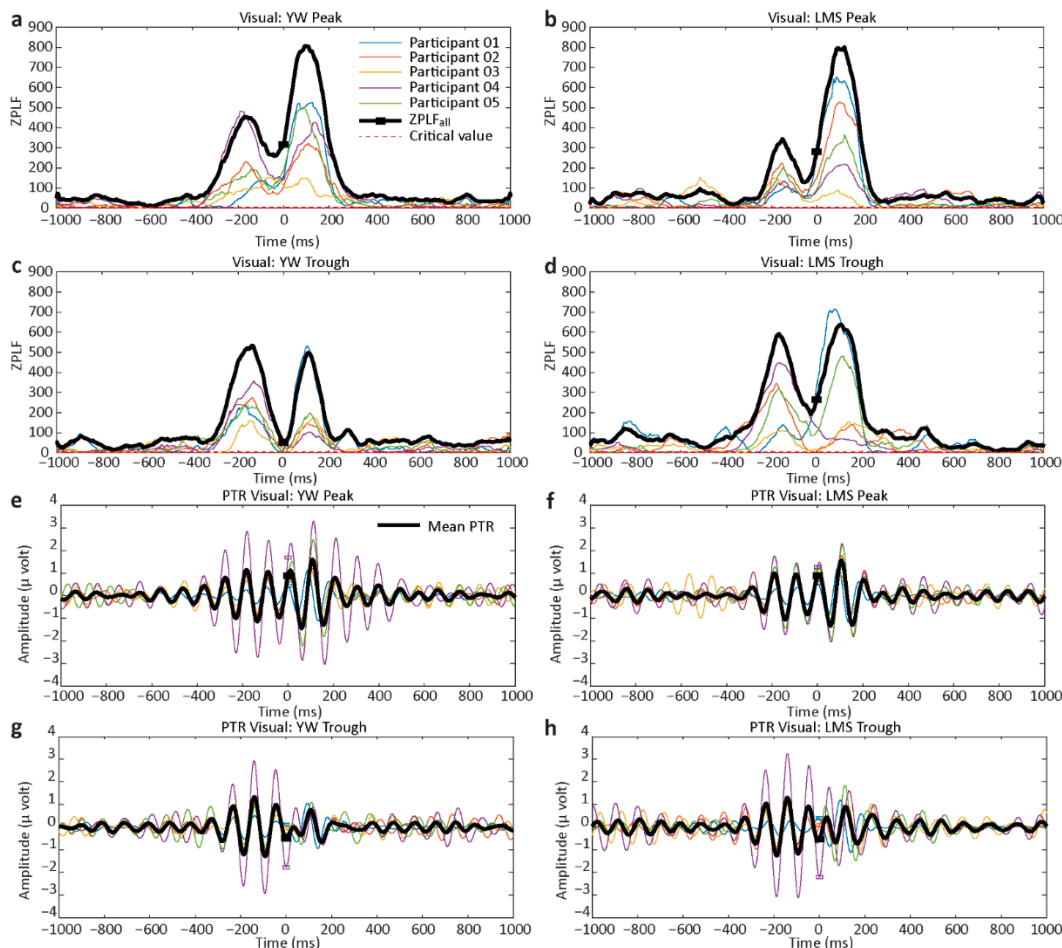 a
Visual: YW Peak
900
800
700
600
500
400
300
200
100
0
ZPLF
Participant 01
Participant 02
Participant 03
Participant 04
Participant 05
ZPLFall
Critical value
−1000 −800 −600 −400 −200 0 200 400 600 800 1000
Time (ms)
b
Visual: LMS Peak
900
800
700
600
500
400
300
200
100
0
ZPLF
−1000 −800 −600 −400 −200 0 200 400 600 800 1000
Time (ms)
c
Visual: YW Trough
900
800
700
600
500
400
300
200
100
0
ZPLF
−1000 −800 −600 −400 −200 0 200 400 600 800 1000
Time (ms)
d
Visual: LMS Trough
900
800
700
600
500
400
300
200
100
0
ZPLF
−1000 −800 −600 −400 −200 0 200 400 600 800 1000
Time (ms)
e
PTR Visual: YW Peak
4
3
2
1
0
−1
−2
−3
−4
Amplitude (µ volt)
Mean PTR
−1000 −800 −600 −400 −200 0 200 400 600 800 1000
Time (ms)
f
PTR Visual: LMS Peak
4
3
2
1
0
−1
−2
−3
−4
Amplitude (µ volt)
−1000 −800 −600 −400 −200 0 200 400 600 800 1000
Time (ms)
g
PTR Visual: YW Trough
4
3
2
1
0
−1
−2
−3
−4
Amplitude (µ volt)
−1000 −800 −600 −400 −200 0 200 400 600 800 1000
Time (ms)
h
PTR Visual: LMS Trough
4
3
2
1
0
−1
−2
−3
−4
Amplitude (µ volt)
−1000 −800 −600 −400 −200 0 200 400 600 800 1000
Time (ms)